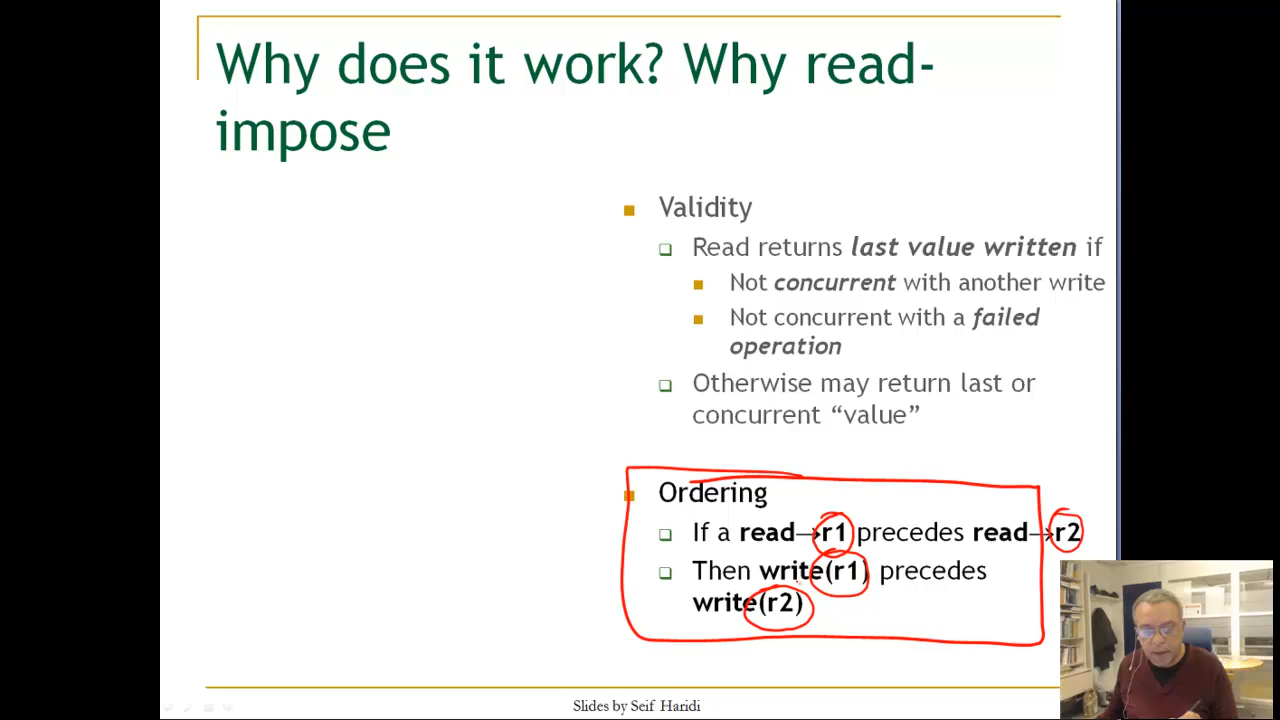 Why does it work? Why read-
impose
Validity
Read returns last value written if
Not concurrent with another write
Not concurrent with a failed
operation
Otherwise may return last or
concurrent “value”
Ordering
If a read→r1 precedes read→r2
Then write(r1) precedes
write(r2)
Slides by Seif Haridi